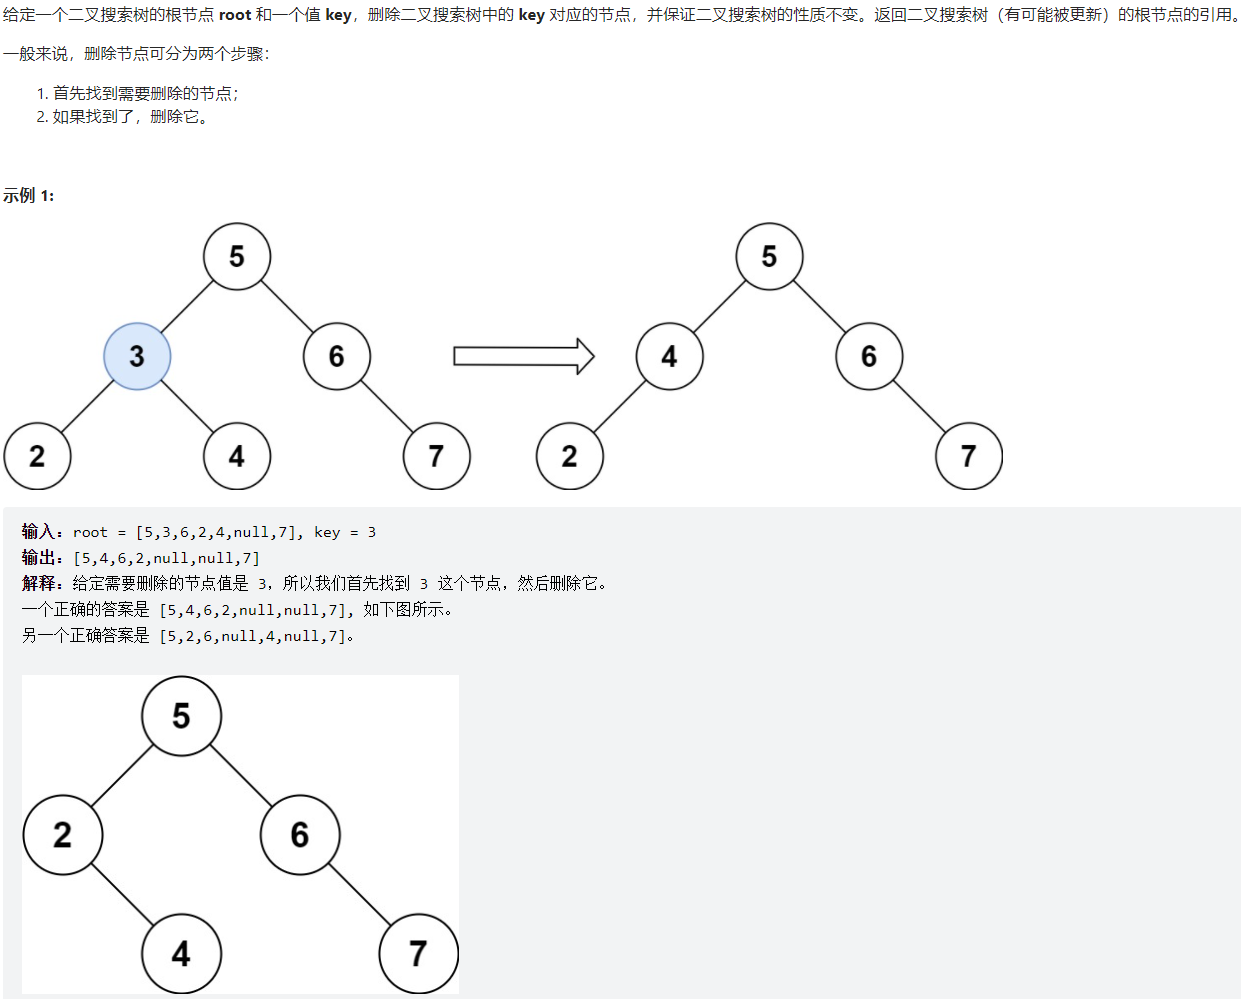 给定一个二叉搜索树的根节点 root 和一个值 key，删除二叉搜索树中的 key 对应的节点，并保证二叉搜索树的性质不变。返回二叉搜索树（有可能被更新）的根节点的引用。
一般来说，删除节点可分为两个步骤：
1. 首先找到需要删除的节点；
2. 如果找到了，删除它。
示例 1:
5
5
3
6
4
6
2
4
7
2
7
输入：root = [5,3,6,2,4,null,7], key = 3
输出：[5,4,6,2,null,null,7]
解释：给定需要删除的节点值是 3，所以我们首先找到 3 这个节点，然后删除它。
一个正确的答案是 [5,4,6,2,null,null,7], 如下图所示。
另一个正确答案是 [5,2,6,null,4,null,7]。
5
2
6
4
7